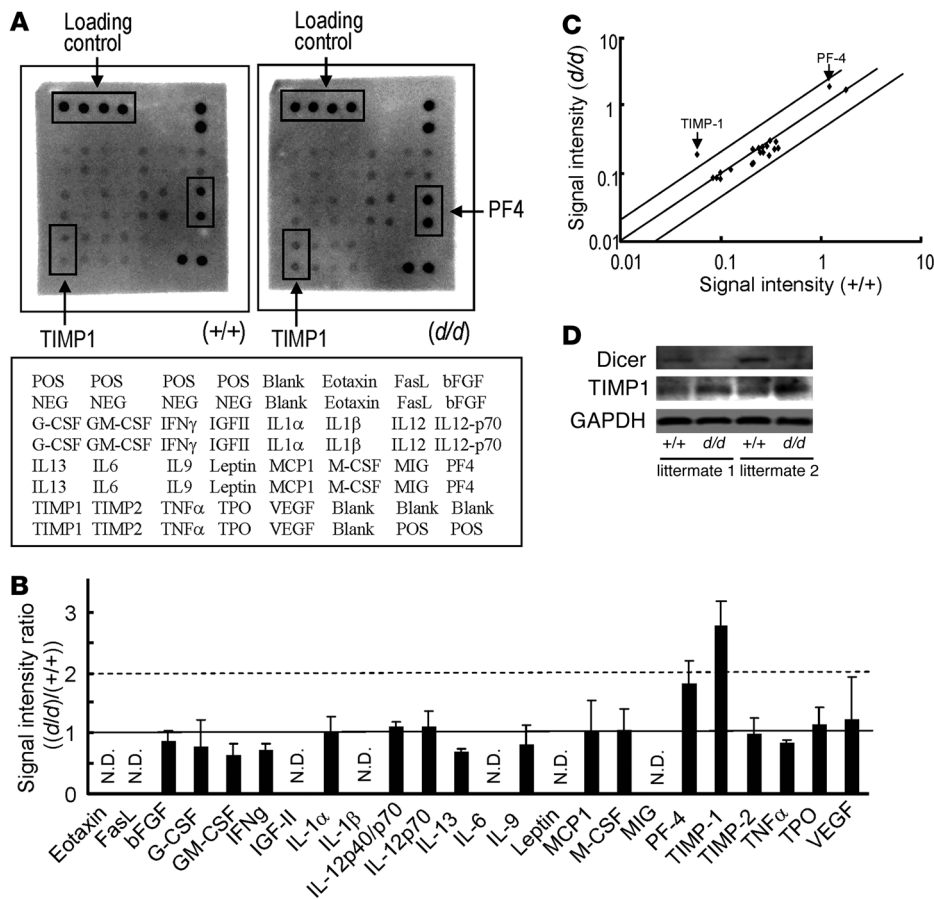 A
Loading
control
Loading
control
PF4
TIMP1
(+/+)
TIMP1
(d/d)
POS POS POS POS Blank Eotaxin FasL bFGF
NEG NEG NEG NEG Blank Eotaxin FasL bFGF
G-CSF GM-CSF IFNγ IGFII IL1α IL1β IL12 IL12-p70
G-CSF GM-CSF IFNγ IGFII IL1α IL1β IL12 IL12-p70
IL13 IL6 IL9 Leptin MCP1 M-CSF MIG PF4
IL13 IL6 IL9 Leptin MCP1 M-CSF MIG PF4
TIMP1 TIMP2 TNFα TPO VEGF Blank Blank Blank
TIMP1 TIMP2 TNFα TPO VEGF Blank POS POS
C
Signal intensity (d/d)
10
1
0.1
0.01
PF-4
TIMP-1
0.01 0.1 1 10
Signal intensity (+/+)
D
Dicer
TIMP1
GAPDH
+/+ d/d +/+ d/d
littermate 1 littermate 2
B
Signal intensity ratio
((d/d)/(+/+))
3
2
1
0
N.D. N.D. N.D. N.D. N.D. N.D. N.D.
Eotaxin
FasL
bFGF
G-CSF
GM-CSF
IFNg
IGF-II
IL-1α
IL-1β
IL-12p40/p70
IL-12p70
IL-13
IL-6
IL-9
Leptin
MCP1
M-CSF
MIG
PF-4
TIMP-1
TIMP-2
TNFα
TPO
VEGF